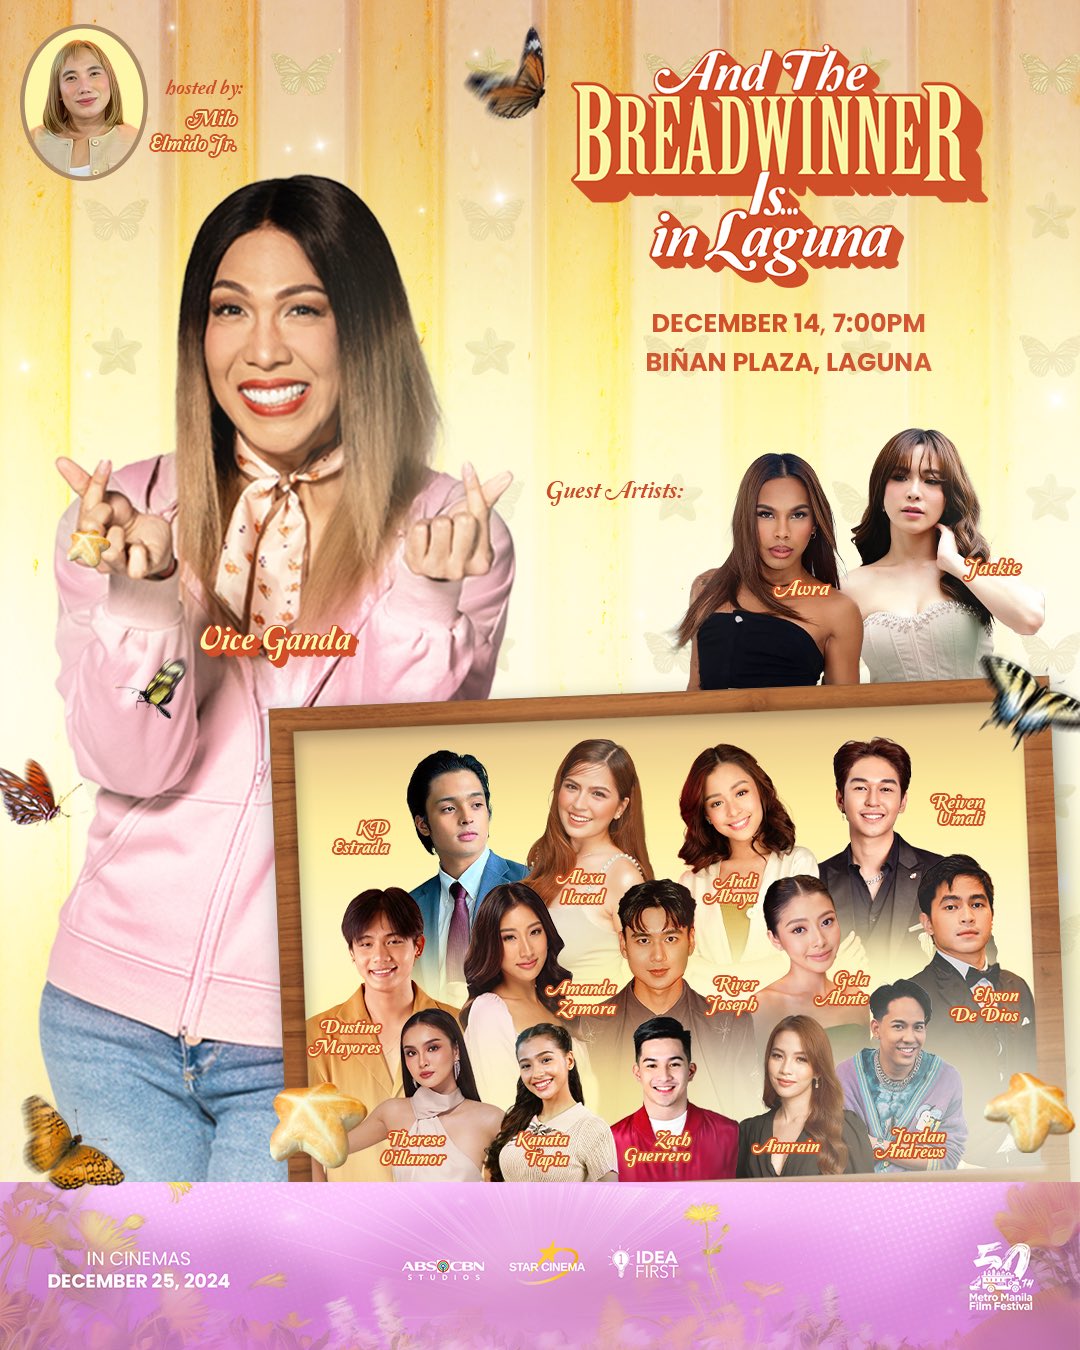 hosted by:
Milo
Elmido Jr.
And The
BREADWINNER
Is...
in Laguna
DECEMBER 14, 7:00PM
BIÑAN PLAZA, LAGUNA
Guest Artists:
Awra
Jackie
Vice Ganda
KD
Estrada
Alexa
Ilacad
Andi
Abaya
Reiven
Umali
Dustine
Mayores
Amanda
Zamora
River
Joseph
Gela
Alonte
Elyson
De Dios
Therese
Villamor
Kanata
Tapia
Zach
Guerrero
Annrain
Jordan
Andrews
IN CINEMAS
DECEMBER 25, 2024
ABS-CBN
STUDIOS
STAR CINEMA
1 IDEA
FIRST
50TH
Metro Manila
Film Festival